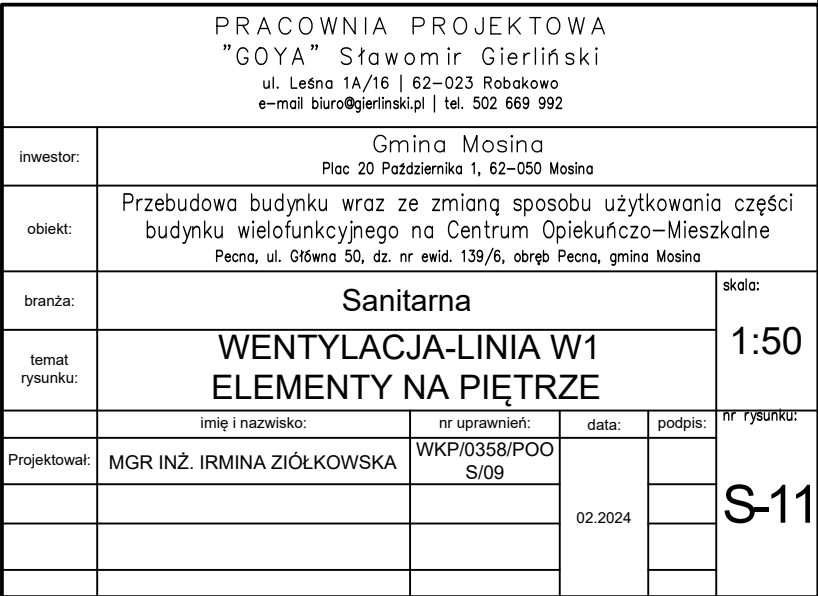 PRACOWNIA PROJEKTOWA
"GOYA" Sławomir Gierliński
ul. Leśna 1A/16 | 62-023 Robakowo
e-mail biuro@gierlinski.pl | tel. 502 669 992
inwestor:
Gmina Mosina
Plac 20 Października 1, 62-050 Mosina
obiekt:
Przebudowa budynku wraz ze zmianą sposobu użytkowania części
budynku wielofunkcyjnego na Centrum Opiekuńczo-Mieszkalne
Pecna, ul. Główna 50, dz. nr ewid. 139/6, obręb Pecna, gmina Mosina
branża:
Sanitarna
skala:
1:50
temat
rysunku:
WENTYLACJA-LINIA W1
ELEMENTY NA PIĘTRZE
imię i nazwisko:
nr uprawnień:
data:
podpis:
nr rysunku:
Projektował:
MGR INŻ. IRMINA ZIÓŁKOWSKA
WKP/0358/POO
S/09
02.2024
S-11